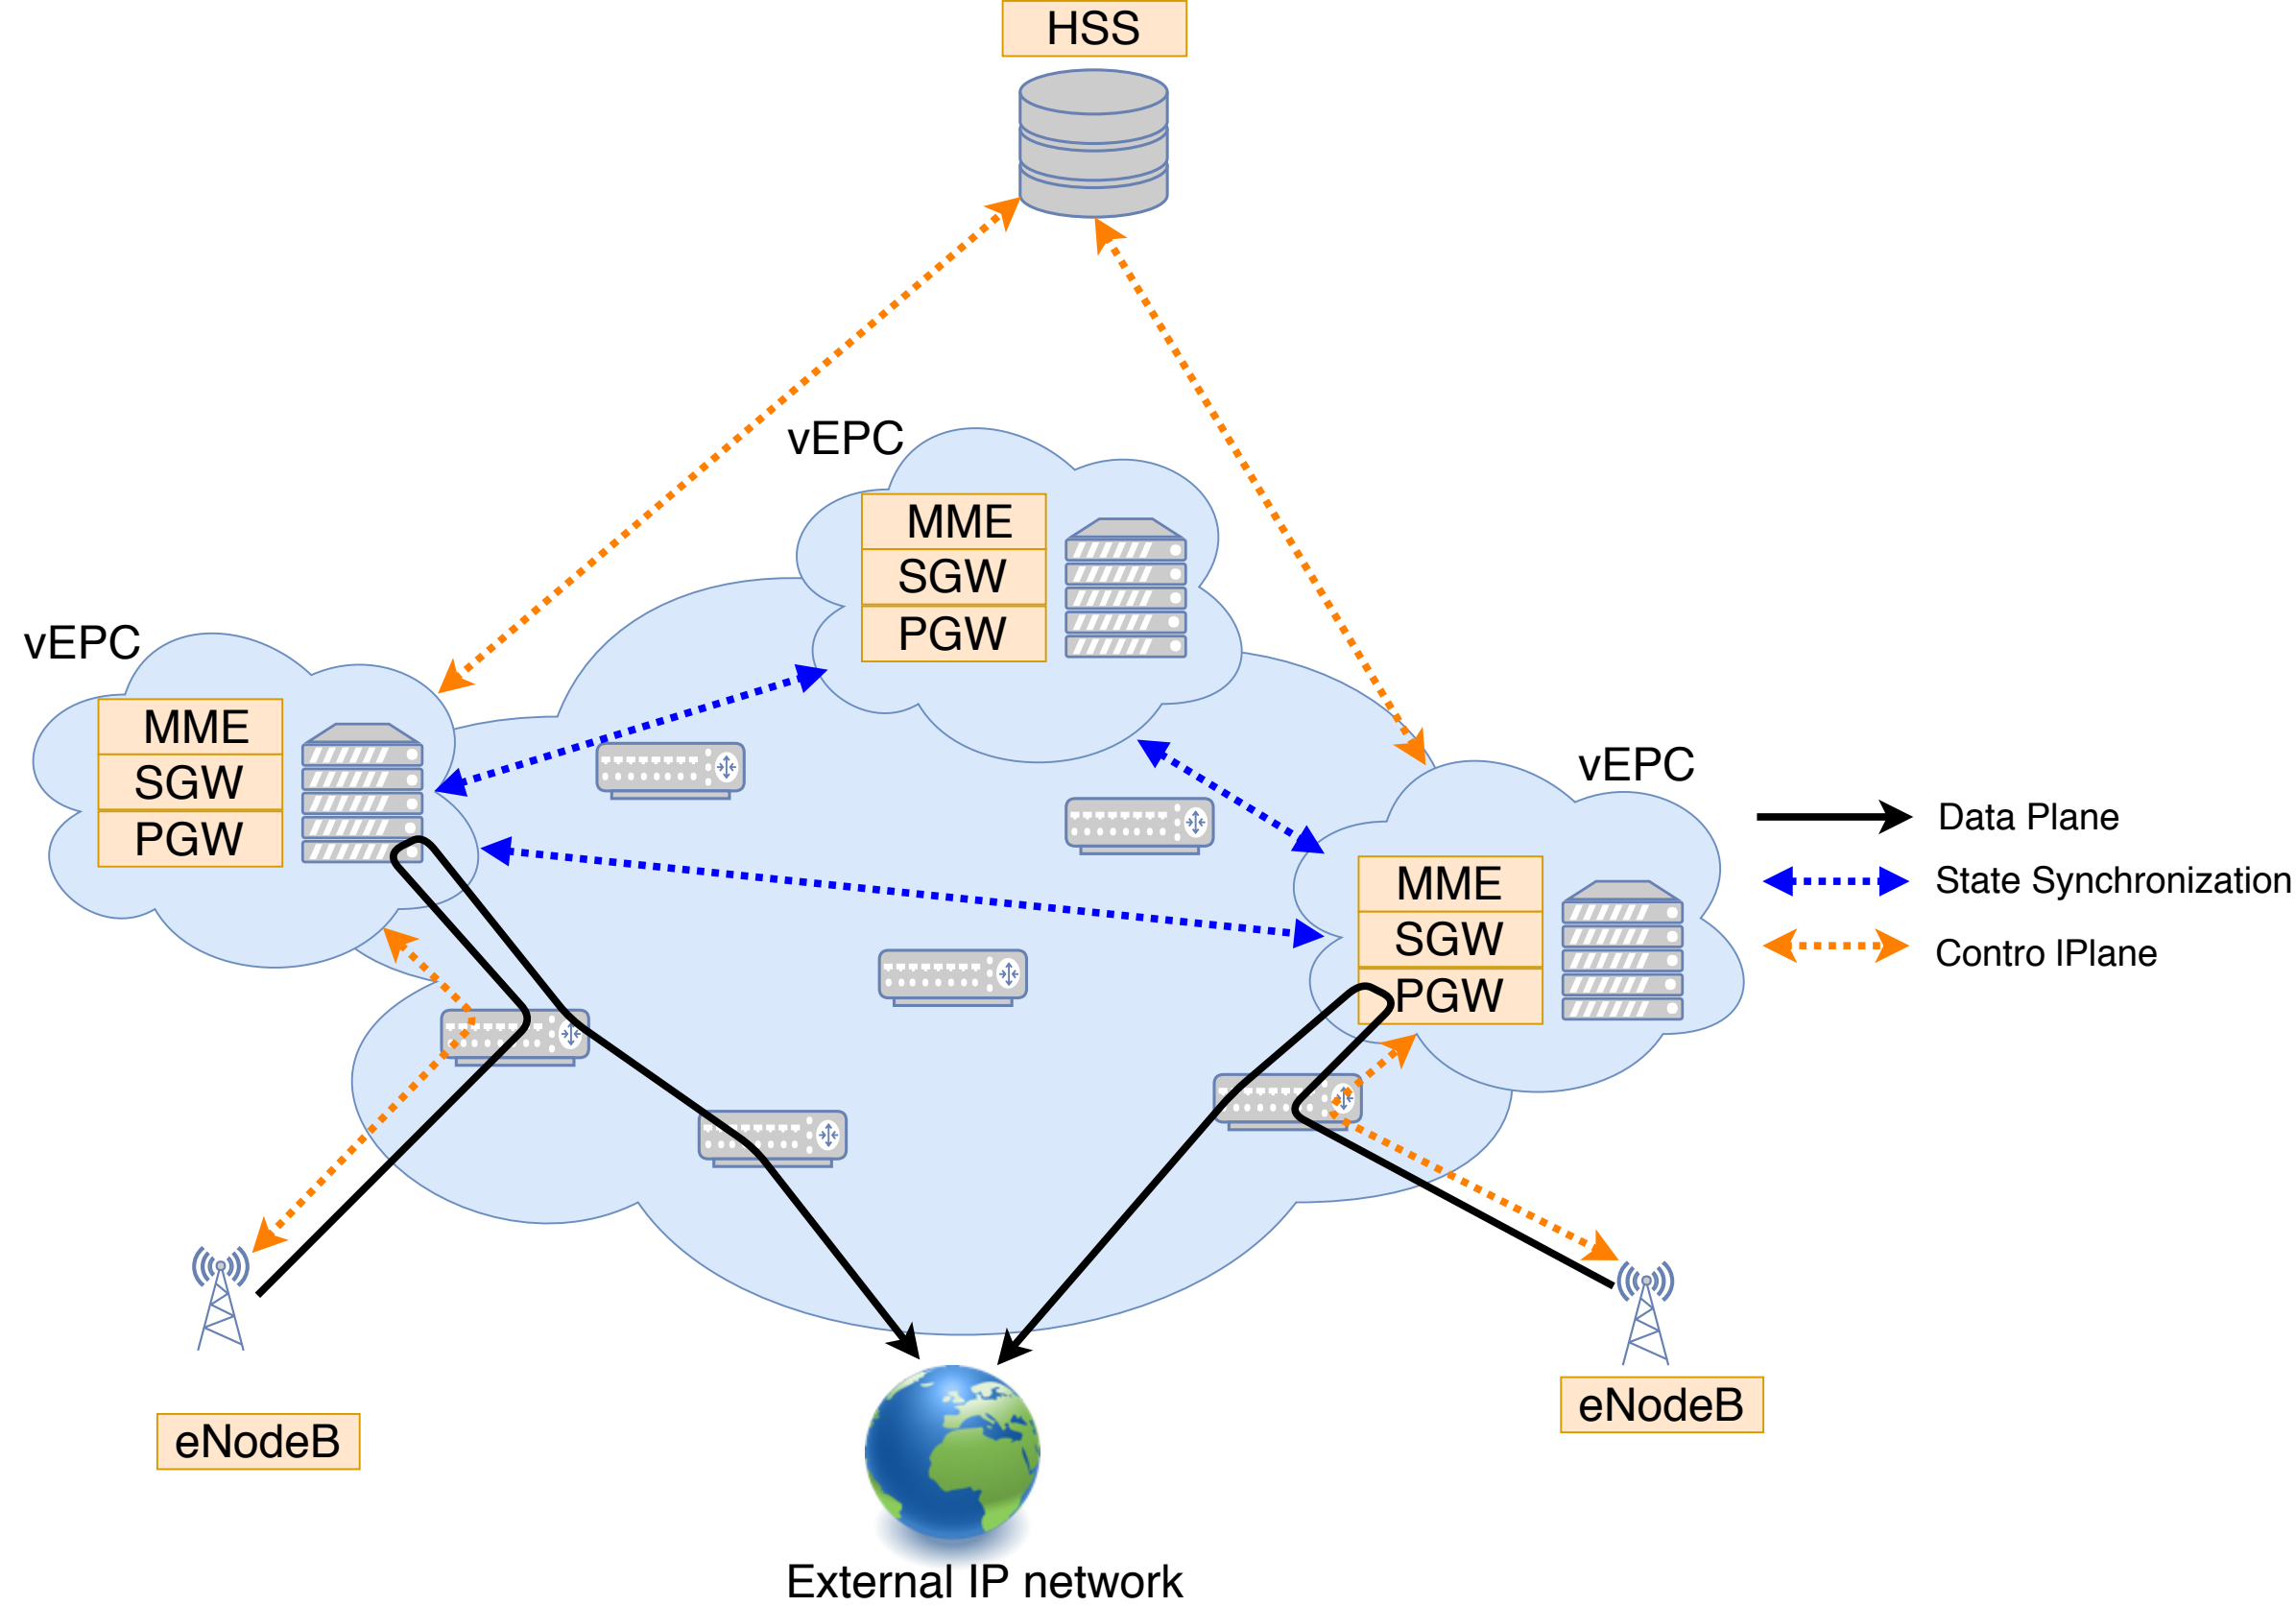 HSS
vEPC
MME
SGW
PGW
vEPC
MME
SGW
PGW
vEPC
MME
SGW
PGW
Data Plane
State Synchronization
Contro lPlane
eNodeB
eNodeB
External IP network